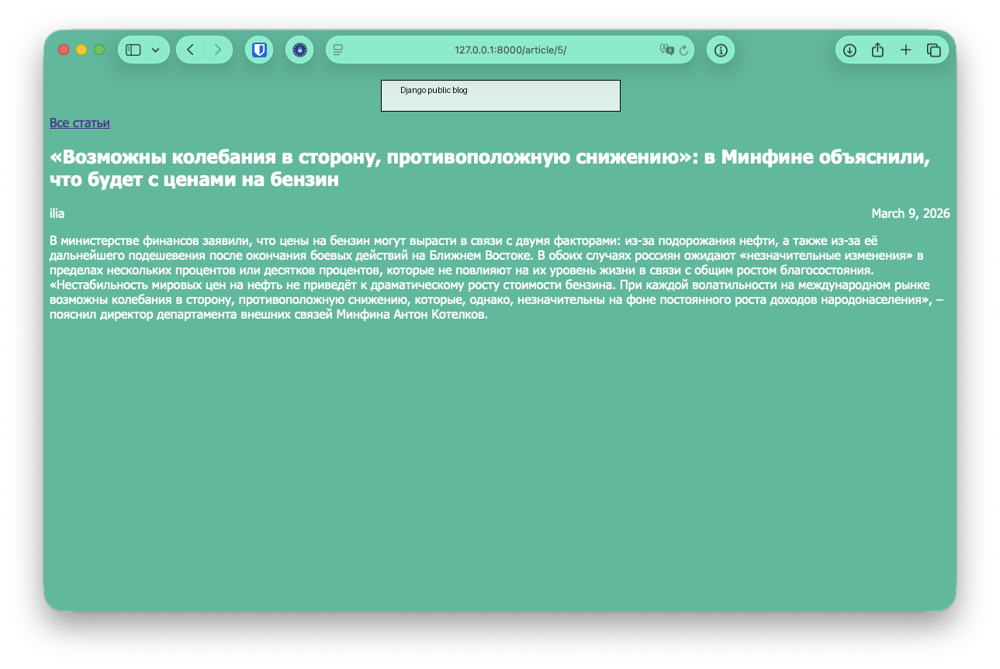 127.0.0.1:8000/article/5/
Django public blog
Все статьи
«Возможны колебания в сторону, противоположную снижению»: в Минфине объяснили,
что будет с ценами на бензин
ilia
March 9, 2026
В министерстве финансов заявили, что цены на бензин могут вырасти в связи с двумя факторами: из-за подорожания нефти, а также из-за её
дальнейшего подешевения после окончания боевых действий на Ближнем Востоке. В обоих случаях россиян ожидают «незначительные изменения» в
пределах нескольких процентов или десятков процентов, которые не повлияют на их уровень жизни в связи с общим ростом благосостояния.
«Нестабильность мировых цен на нефть не приведёт к драматическому росту стоимости бензина. При каждой волатильности на международном рынке
возможны колебания в сторону, противоположную снижению, которые, однако, незначительны на фоне постоянного роста доходов народонаселения», –
пояснил директор департамента внешних связей Минфина Антон Котелков.